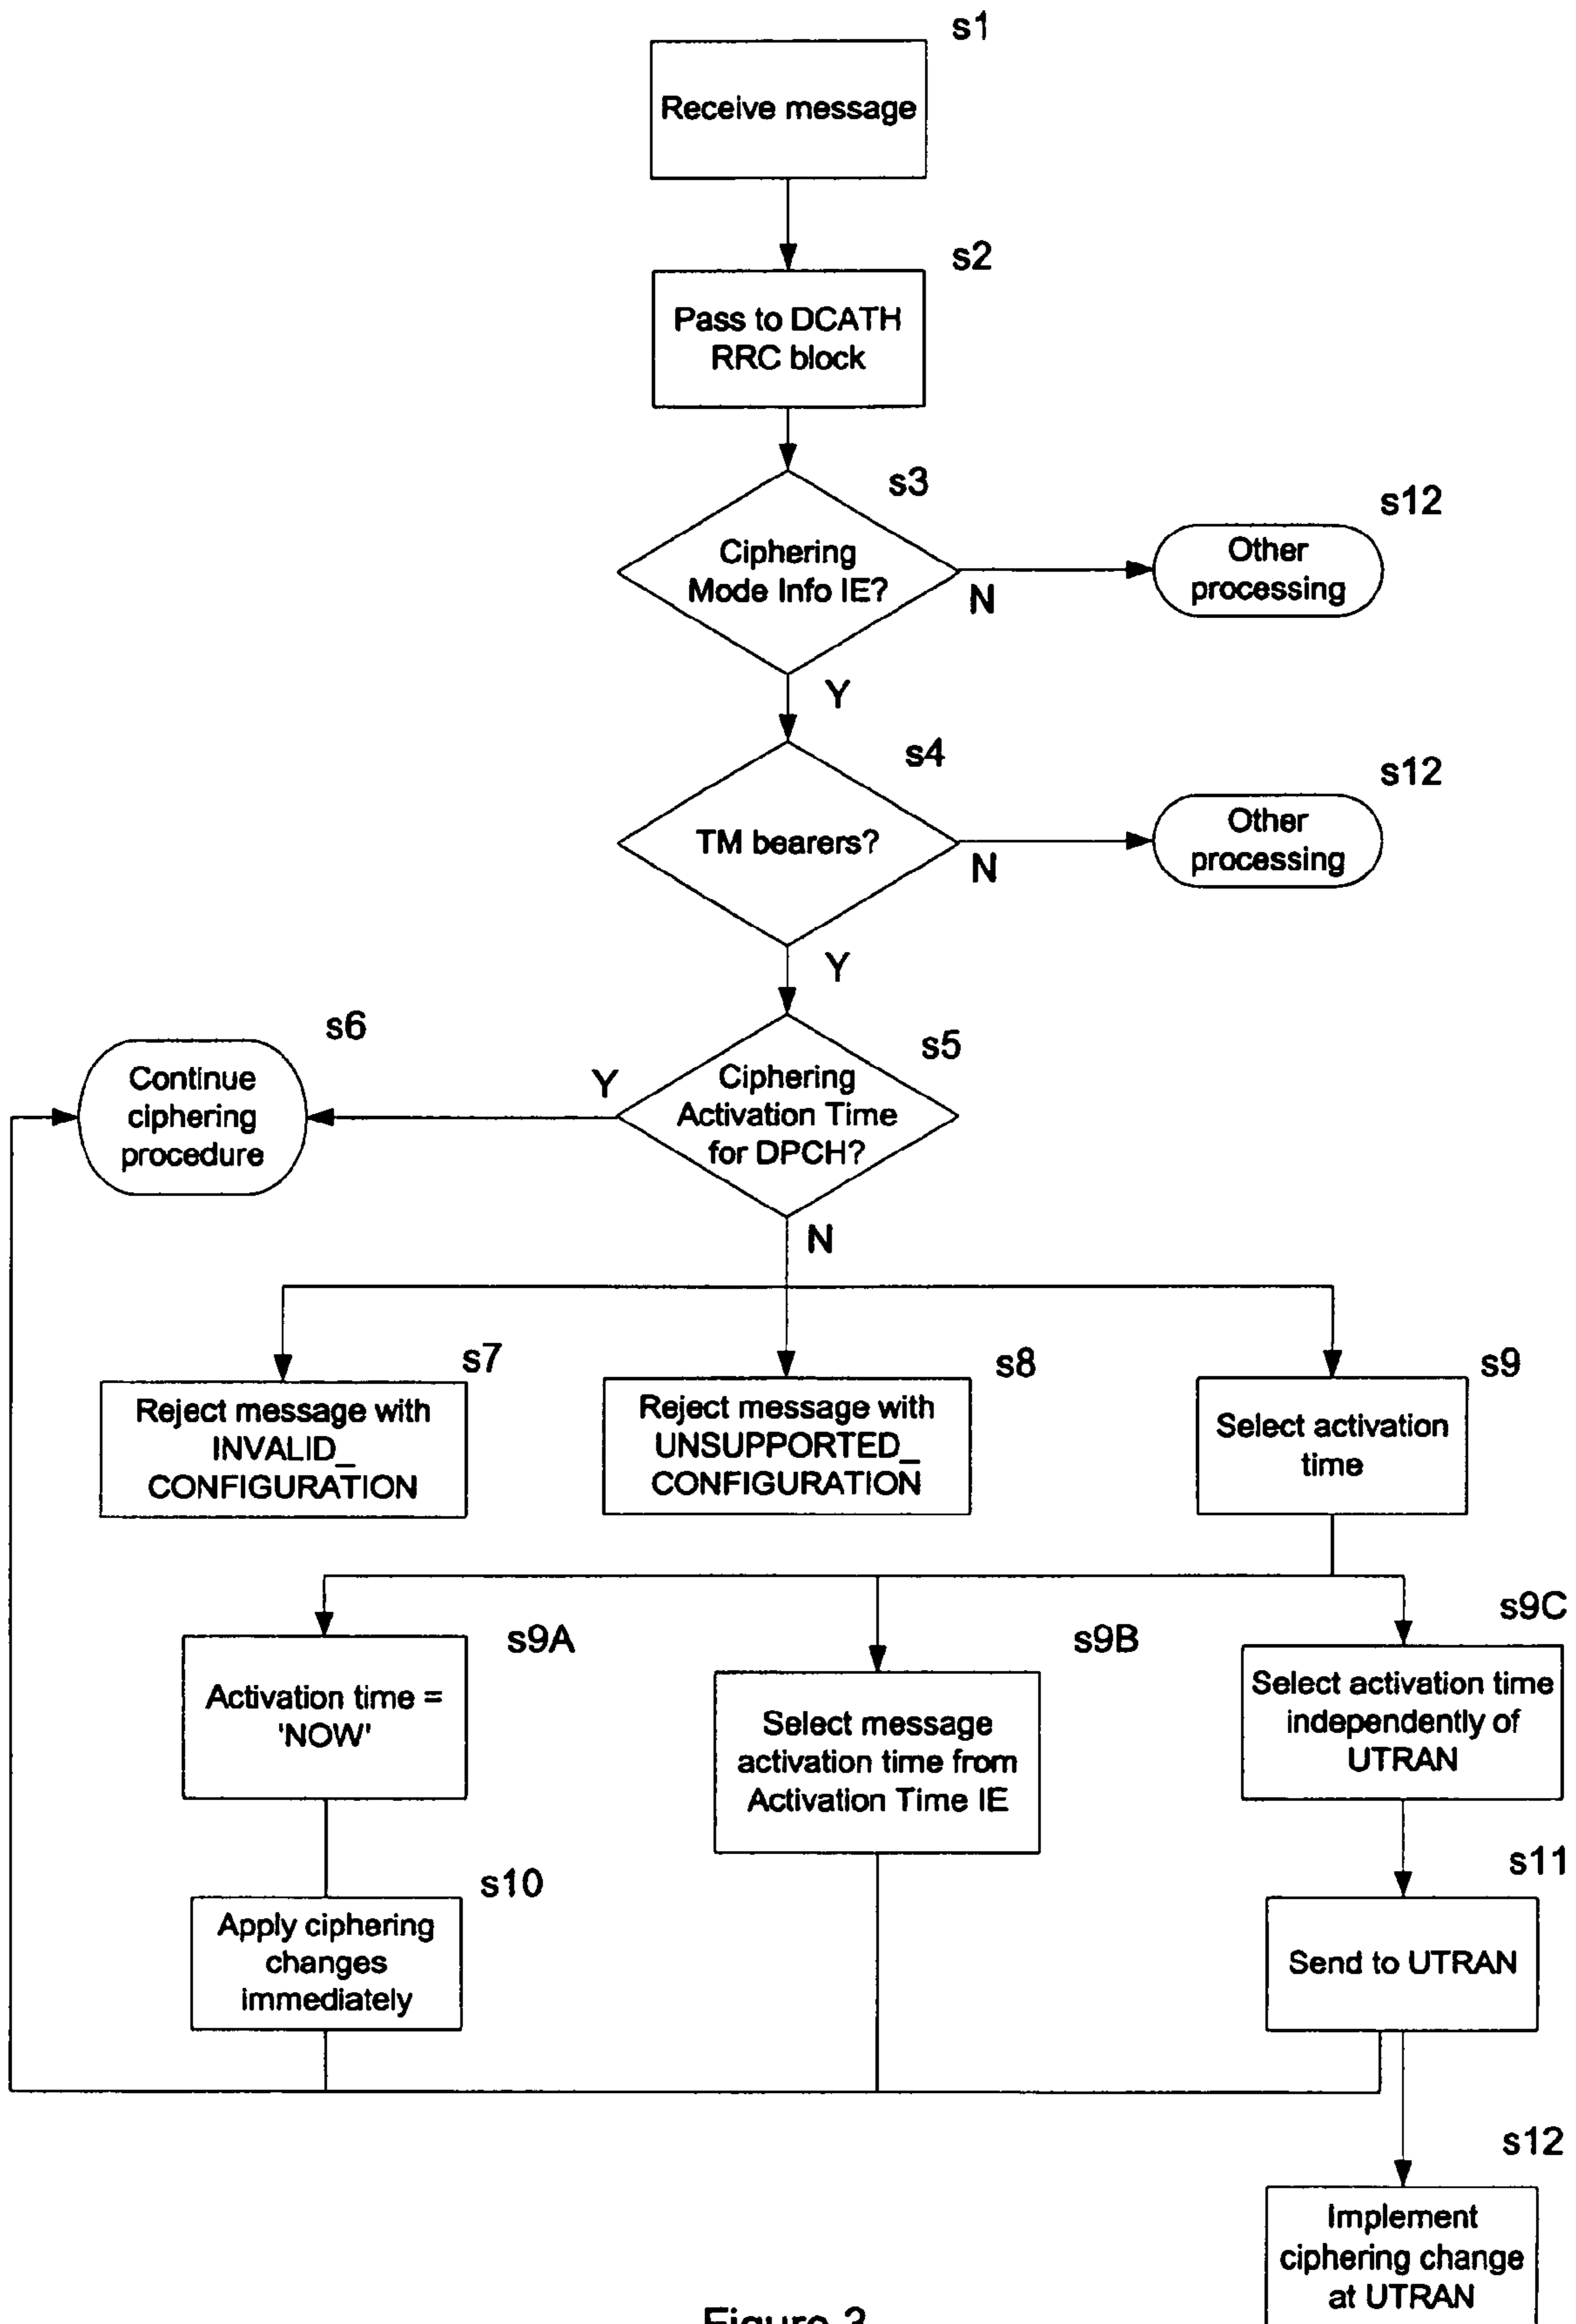 s1
Receive message
s2
Pass to DCATH
RRC block
s3
Ciphering
Mode Info IE?
N
s12
Other
processing
Y
s4
TM bearers?
N
s12
Other
processing
Y
s6
Continue
ciphering
procedure
Y
s5
Ciphering
Activation Time
for DPCH?
N
s7
Reject message with
INVALID_
CONFIGURATION
s8
Reject message with
UNSUPPORTED_
CONFIGURATION
s9
Select activation
time
s9A
Activation time =
'NOW'
s9B
Select message
activation time from
Activation Time IE
s9C
Select activation time
independently of
UTRAN
s10
Apply ciphering
changes
immediately
s11
Send to UTRAN
s12
Implement
ciphering change
at UTRAN
Figure 3